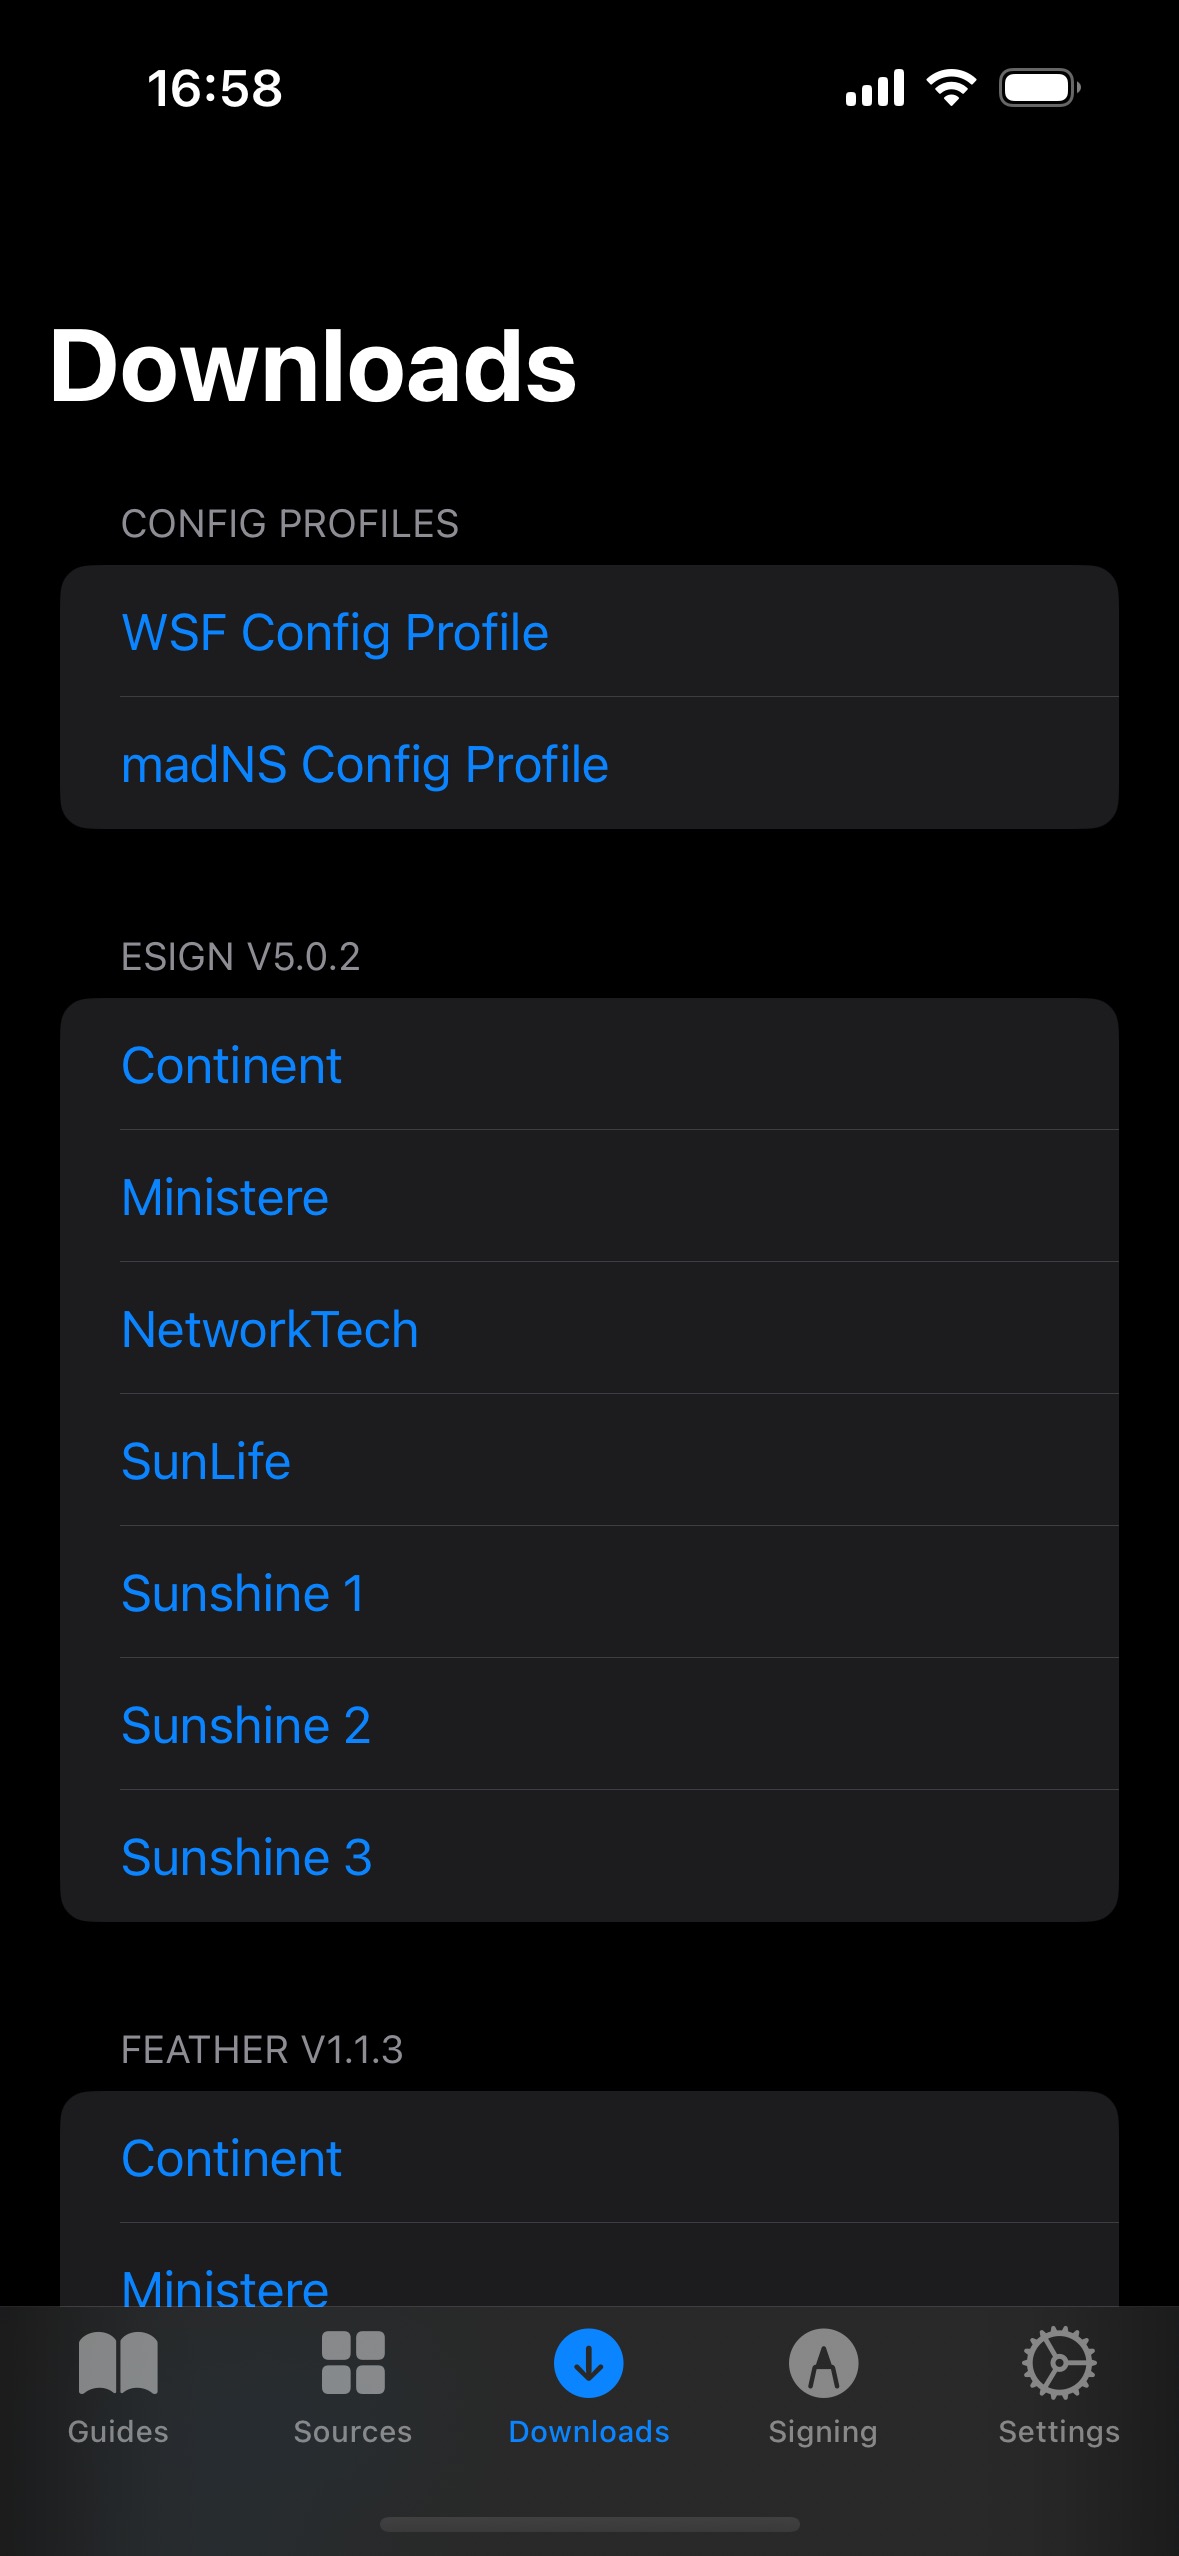 16:58
Downloads
CONFIG PROFILES
WSF Config Profile
madNS Config Profile
ESIGN V5.0.2
Continent
Ministere
NetworkTech
SunLife
Sunshine 1
Sunshine 2
Sunshine 3
FEATHER V1.1.3
Continent
Ministere
Guides
Sources
Downloads
Signing
Settings